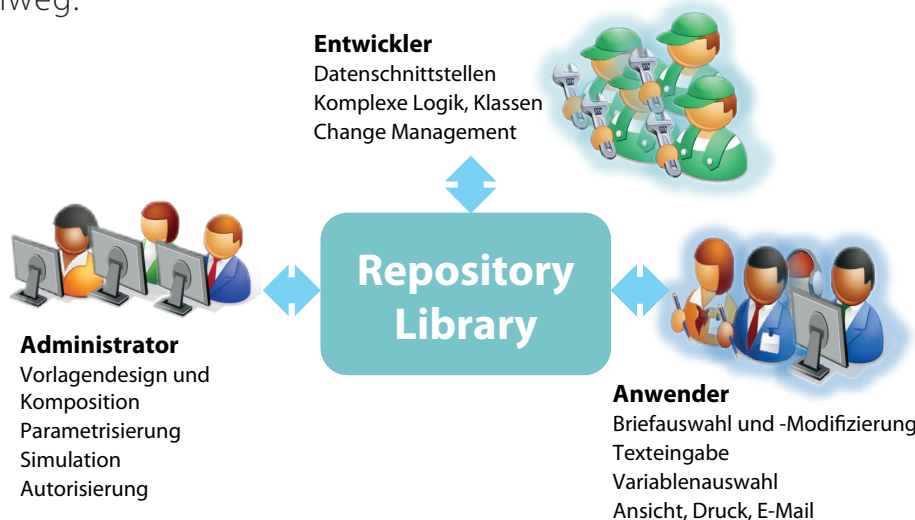 Entwickler
Datenschnittstellen
Komplexe Logik, Klassen
Change Management
Repository
Library
Administrator
Vorlagendesign und
Komposition
Parametrisierung
Simulation
Autorisierung
Anwender
Briefauswahl und -Modifizierung
Texteingabe
Variablenauswahl
Ansicht, Druck, E-Mail